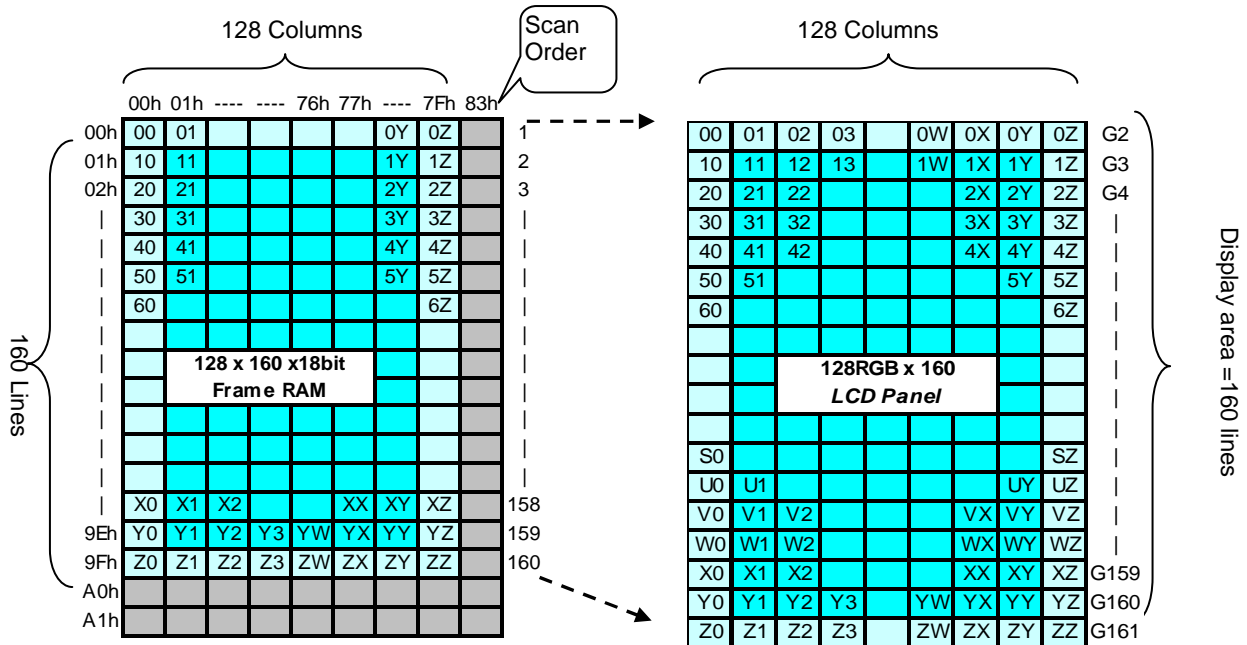 128 Columns
Scan
Order
128 Columns
00h 01h ---- ---- 76h 77h ---- 7Fh 83h
00h 00 01 0Y 0Z 1
01h 10 11 1Y 1Z 2
02h 20 21 2Y 2Z 3
30 31 3Y 3Z
40 41 4Y 4Z
50 51 5Y 5Z
60 6Z
128 x 160 x18bit
Frame RAM
X0 X1 X2 XX XY XZ 158
9Eh Y0 Y1 Y2 Y3 YW YX YY YZ 159
9Fh Z0 Z1 Z2 Z3 ZW ZX ZY ZZ 160
A0h
A1h
160 Lines
00 01 02 03 0W 0X 0Y 0Z G2
10 11 12 13 1W 1X 1Y 1Z G3
20 21 22 2X 2Y 2Z G4
30 31 32 3X 3Y 3Z
40 41 42 4X 4Y 4Z
50 51 5Y 5Z
60 6Z
128RGB x 160
LCD Panel
S0 SZ
U0 U1 UY UZ
V0 V1 V2 VX VY VZ
W0 W1 W2 WX WY WZ
X0 X1 X2 XX XY XZ G159
Y0 Y1 Y2 Y3 YW YX YY YZ G160
Z0 Z1 Z2 Z3 ZW ZX ZY ZZ G161
Display area =160 lines